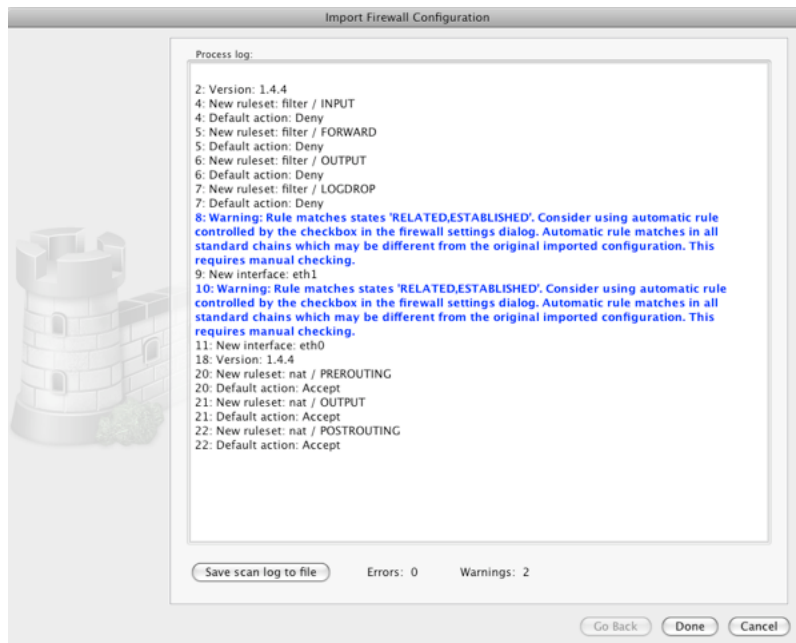 Import Firewall Configuration
Process log:
2: Version: 1.4.4
4: New ruleset: filter / INPUT
4: Default action: Deny
5: New ruleset: filter / FORWARD
5: Default action: Deny
6: New ruleset: filter / OUTPUT
6: Default action: Deny
7: New ruleset: filter / LOGDROP
7: Default action: Deny
8: Warning: Rule matches states 'RELATED,ESTABLISHED'. Consider using automatic rule
controlled by the checkbox in the firewall settings dialog. Automatic rule matches in all
standard chains which may be different from the original imported configuration. This
requires manual checking.
9: New interface: eth1
10: Warning: Rule matches states 'RELATED,ESTABLISHED'. Consider using automatic rule
controlled by the checkbox in the firewall settings dialog. Automatic rule matches in all
standard chains which may be different from the original imported configuration. This
requires manual checking.
11: New interface: eth0
18: Version: 1.4.4
20: New ruleset: nat / PREROUTING
20: Default action: Accept
21: New ruleset: nat / OUTPUT
21: Default action: Accept
22: New ruleset: nat / POSTROUTING
22: Default action: Accept
Save scan log to file Errors: 0 Warnings: 2
Go Back Done Cancel